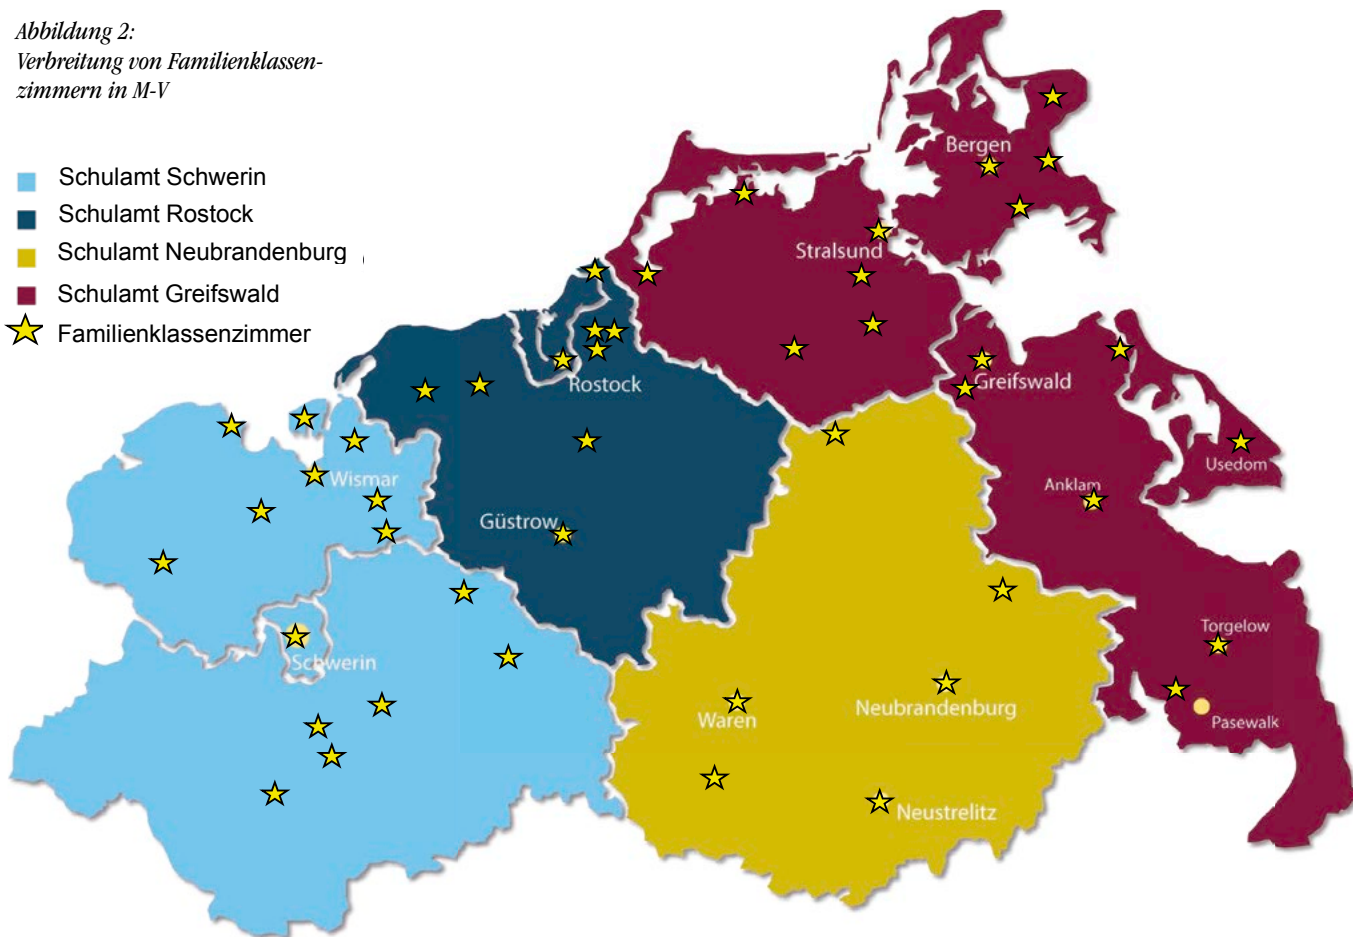 Abbildung 2:
Verbreitung von Familienklassen-
zimmern in M-V
Schulamt Schwerin
Schulamt Rostock
Schulamt Neubrandenburg
Schulamt Greifswald
Familienklassenzimmer
Bergen
Stralsund
Rostock
Greifswald
Usedom
Wismar
Anklam
Güstrow
Torgelow
Schwerin
Waren
Neubrandenburg
Pasewalk
Neustrelitz